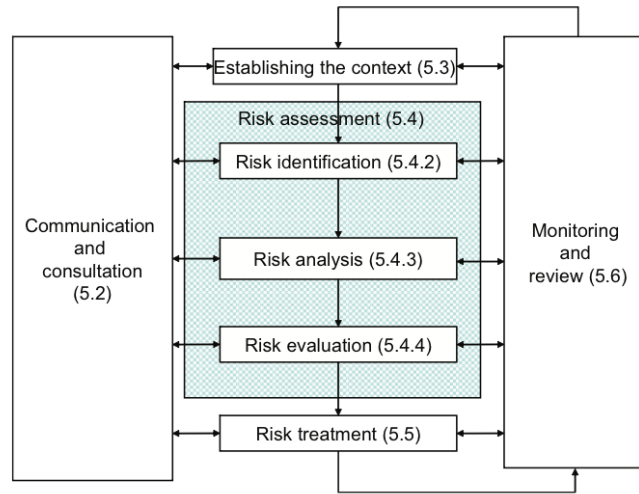 Establishing the context (5.3)
Risk assessment (5.4)
Risk identification (5.4.2)
Communication
and
consultation
(5.2)
Risk analysis (5.4.3)
Monitoring
and
review (5.6)
Risk evaluation (5.4.4)
Risk treatment (5.5)